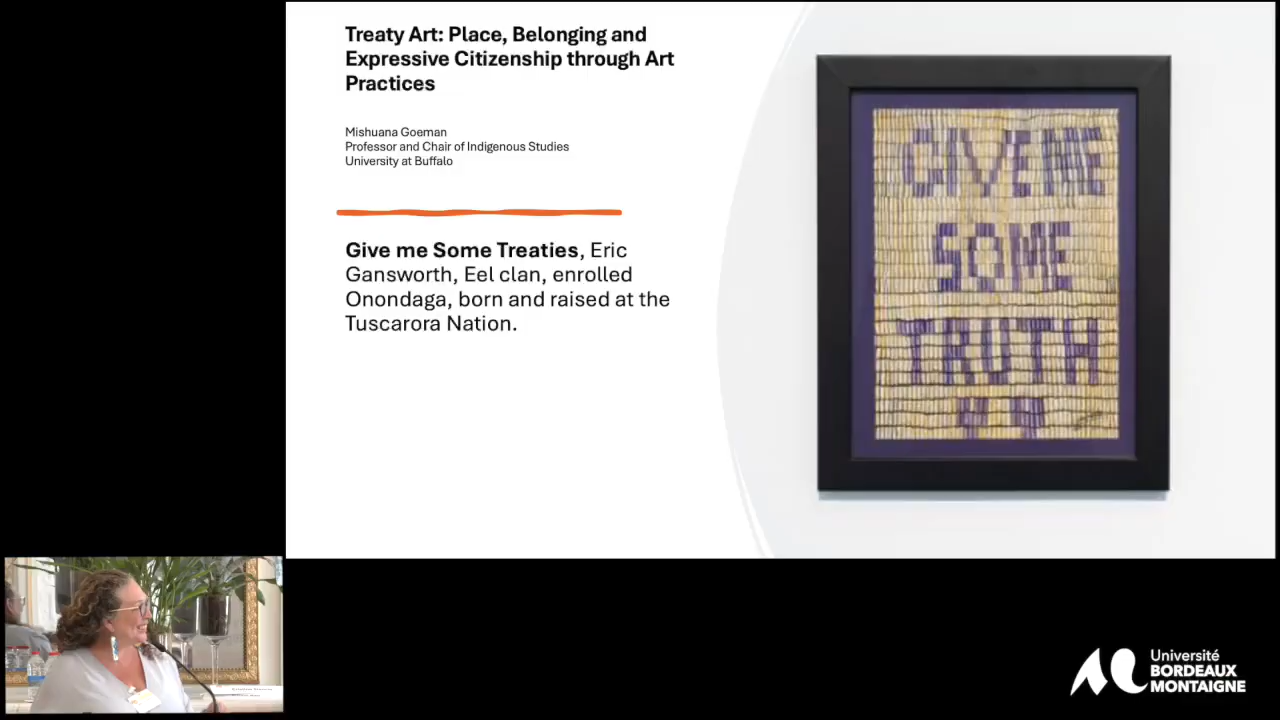 Treaty Art: Place, Belonging and
Expressive Citizenship through Art
Practices
Mishuana Goeman
Professor and Chair of Indigenous Studies
University at Buffalo
Give me Some Treaties, Eric
Gansworth, Eel clan, enrolled
Onondaga, born and raised at the
Tuscarora Nation.
GIVE ME
SOME
TRUTH
Université
BORDEAUX
MONTAIGNE